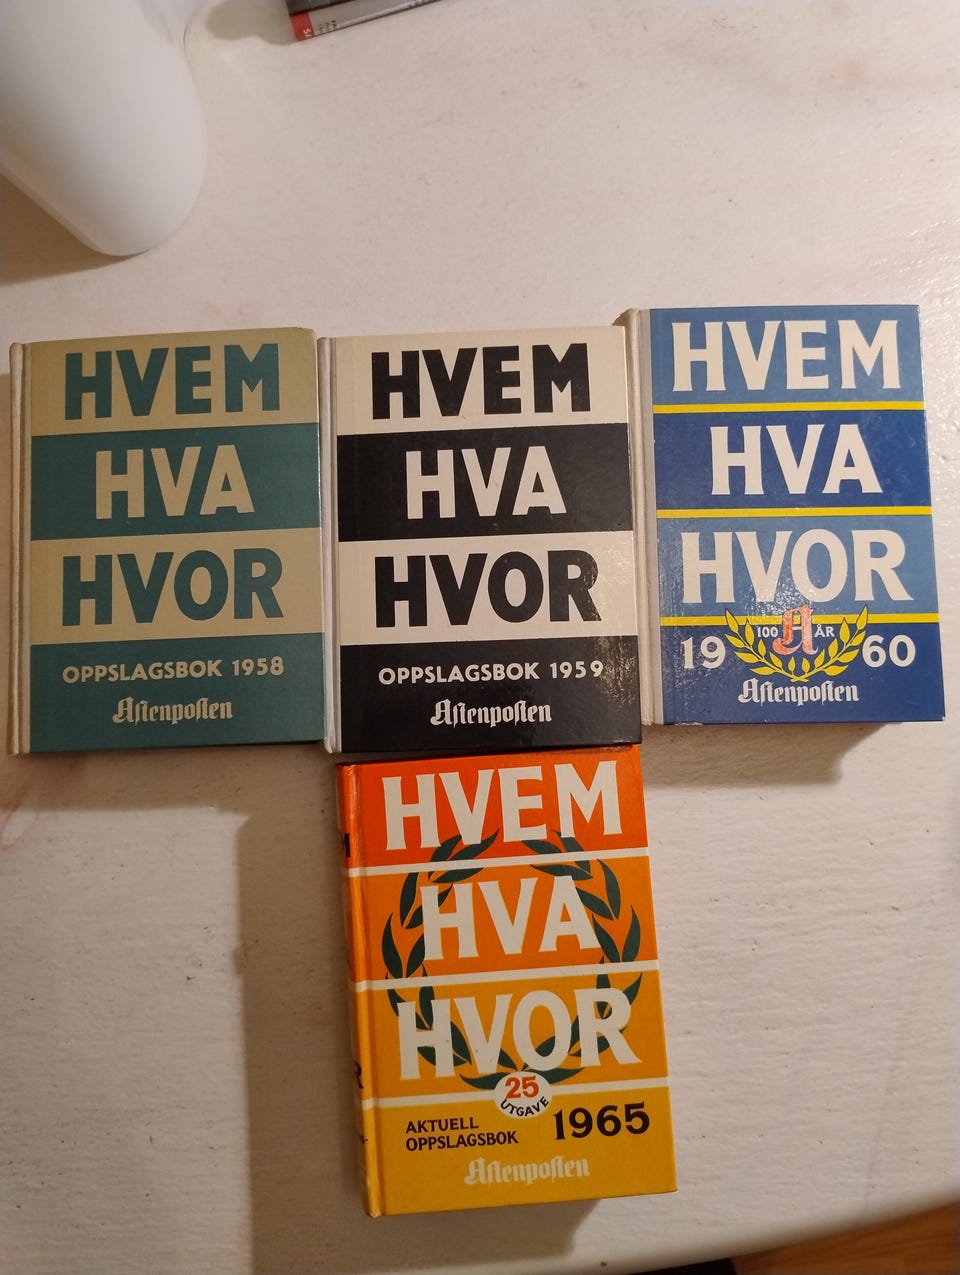 HVEM
HVA
HVOR
OPPSLAGSBOK 1958
Aftenposten
HVEM
HVA
HVOR
OPPSLAGSBOK 1959
Aftenposten
HVEM
HVA
HVOR
100 A ÅR
19 60
Aftenposten
HVEM
HVA
HVOR
25
UTGAVE
AKTUELL
OPPSLAGSBOK
1965
Aftenposten